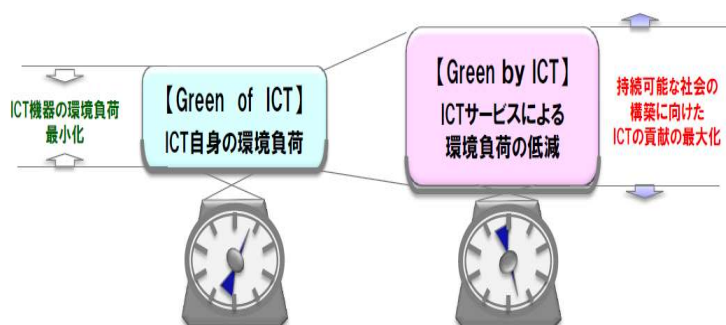 ICT機器の環境負荷
最小化
【Green of ICT】
ICT自身の環境負荷
【Green by ICT】
ICTサービスによる
環境負荷の低減
持続可能な社会の
構築に向けた
ICTの貢献の最大化